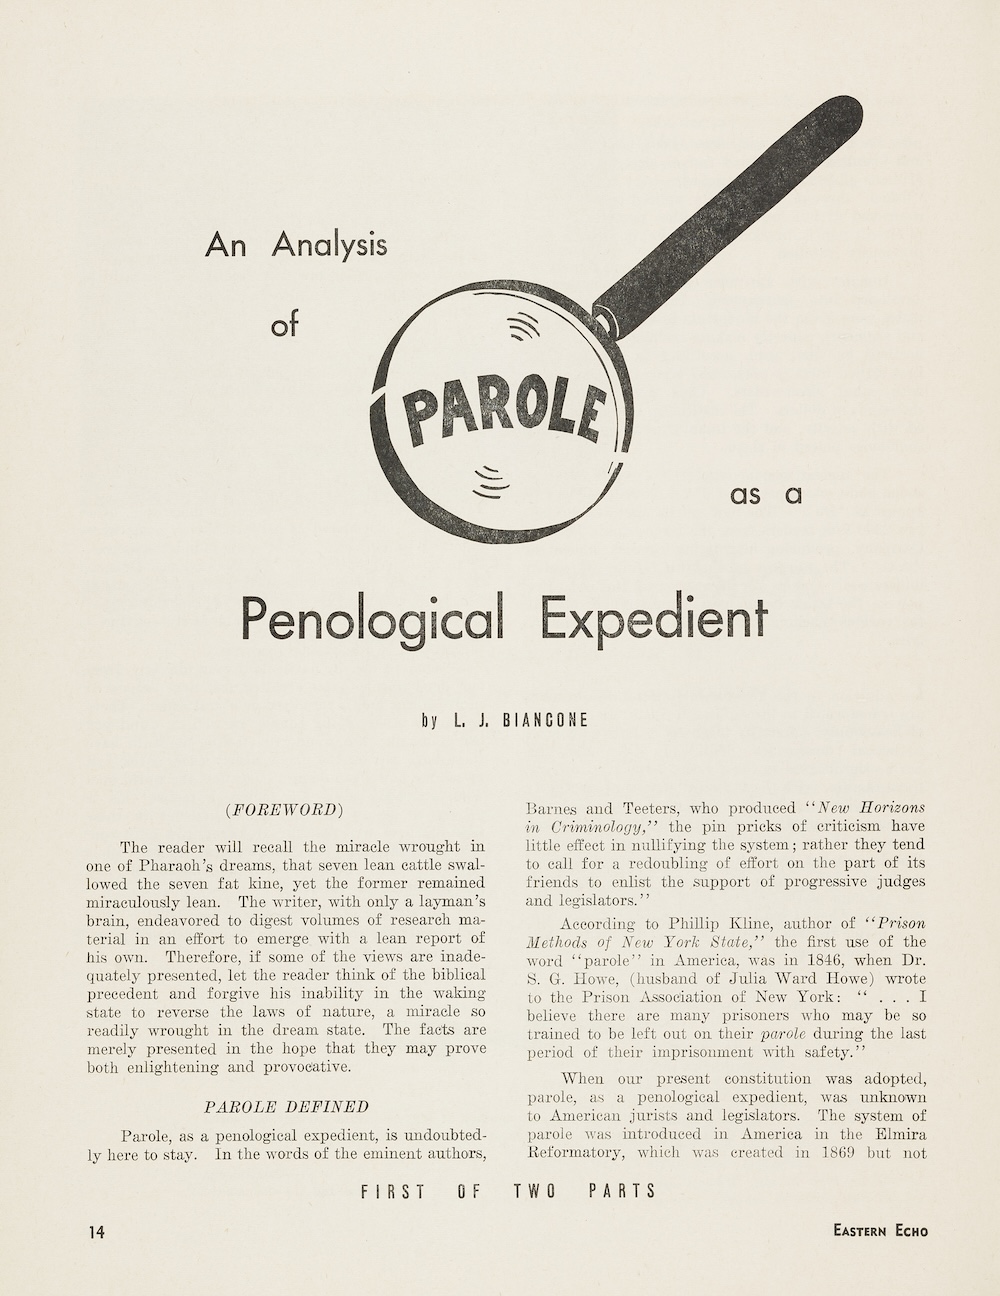 An Analysis
of
PAROLE
as a
Penological Expedient
by L. J. BIANCONE
(FOREWORD)
The reader will recall the miracle wrought in
one of Pharaoh's dreams, that seven lean cattle swal-
lowed the seven fat kine, yet the former remained
miraculously lean. The writer, with only a layman's
brain, endeavored to digest volumes of research ma-
terial in an effort to emerge with a lean report of
his own. Therefore, if some of the views are inade-
quately presented, let the reader think of the biblical
precedent and forgive his inability in the waking
state to reverse the laws of nature, a miracle so
readily wrought in the dream state. The facts are
merely presented in the hope that they may prove
both enlightening and provocative.
PAROLE DEFINED
Parole, as a penological expedient, is undoubted-
ly here to stay. In the words of the eminent authors,
Barnes and Teeters, who produced "New Horizons
in Criminology," the pin pricks of criticism have
little effect in nullifying the system; rather they tend
to call for a redoubling of effort on the part of its
friends to enlist the support of progressive judges
and legislators."
According to Phillip Kline, author of "Prison
Methods of New York State," the first use of the
word "parole" in America, was in 1846, when Dr.
S. G. Howe, (husband of Julia Ward Howe) wrote
to the Prison Association of New York: " . . . I
believe there are many prisoners who may be so
trained to be left out on their parole during the last
period of their imprisonment with safety."
When our present constitution was adopted,
parole, as a penological expedient, was unknown
to American jurists and legislators. The system of
parole was introduced in America in the Elmira
Reformatory, which was created in 1869 but not
FIRST OF TWO PARTS
14
EASTERN ECHO